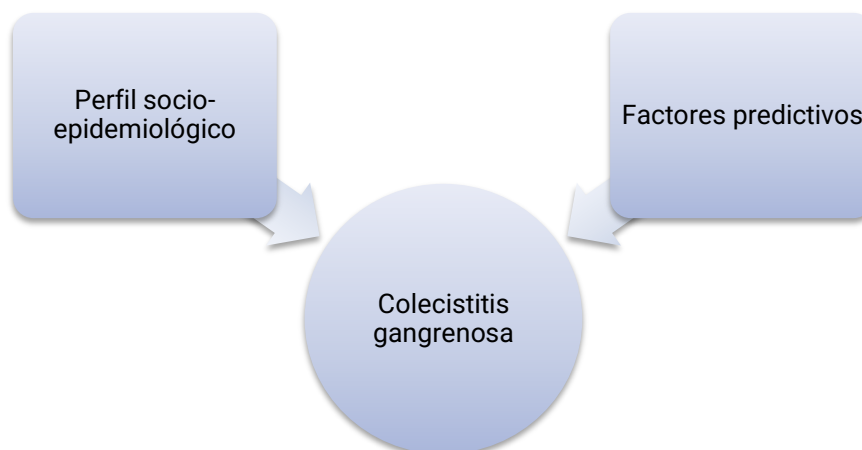 Perfil socio-
epidemiológico
Factores predictivos
Colecistitis
gangrenosa